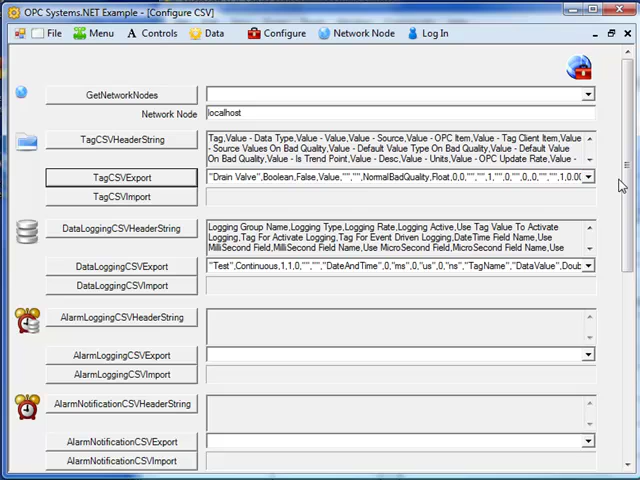 OPC Systems.NET Example - [Configure CSV]
File Menu Controls Data Configure Network Node Log In
GetNetworkNodes
Network Node localhost
TagCSVHeaderString
Tag,Value - Data Type,Value - Value,Value - Source,Value - OPC Item,Value - Tag Client Item,Value
- Source Values On Bad Quality,Value - Default Value Type On Bad Quality,Value - Default Value
On Bad Quality,Value - Is Trend Point,Value - Desc,Value - Units,Value - OPC Update Rate,Value -
TagCSVExport
"Drain Valve",Boolean,False,Value,"","",NormalBadQuality,Float,0,0,"","",1,"",0,"",0,,0,"","",1,0.00
TagCSVImport
DataLoggingCSVHeaderString
Logging Group Name,Logging Type,Logging Rate,Logging Active,Use Tag Value To Activate
Logging,Tag For Activate Logging,Tag For Event Driven Logging,DateTime Field Name,Use
MilliSecond Field,MilliSecond Field Name,Use MicroSecond Field,MicroSecond Field Name,Use
DataLoggingCSVExport
"Test",Continuous,1,1,0,"","","DateAndTime",0,"ms",0,"us",0,"ns","TagName","DataValue",Doub
DataLoggingCSVImport
AlarmLoggingCSVHeaderString
AlarmLoggingCSVExport
AlarmLoggingCSVImport
AlarmNotificationCSVHeaderString
AlarmNotificationCSVExport
AlarmNotificationCSVImport